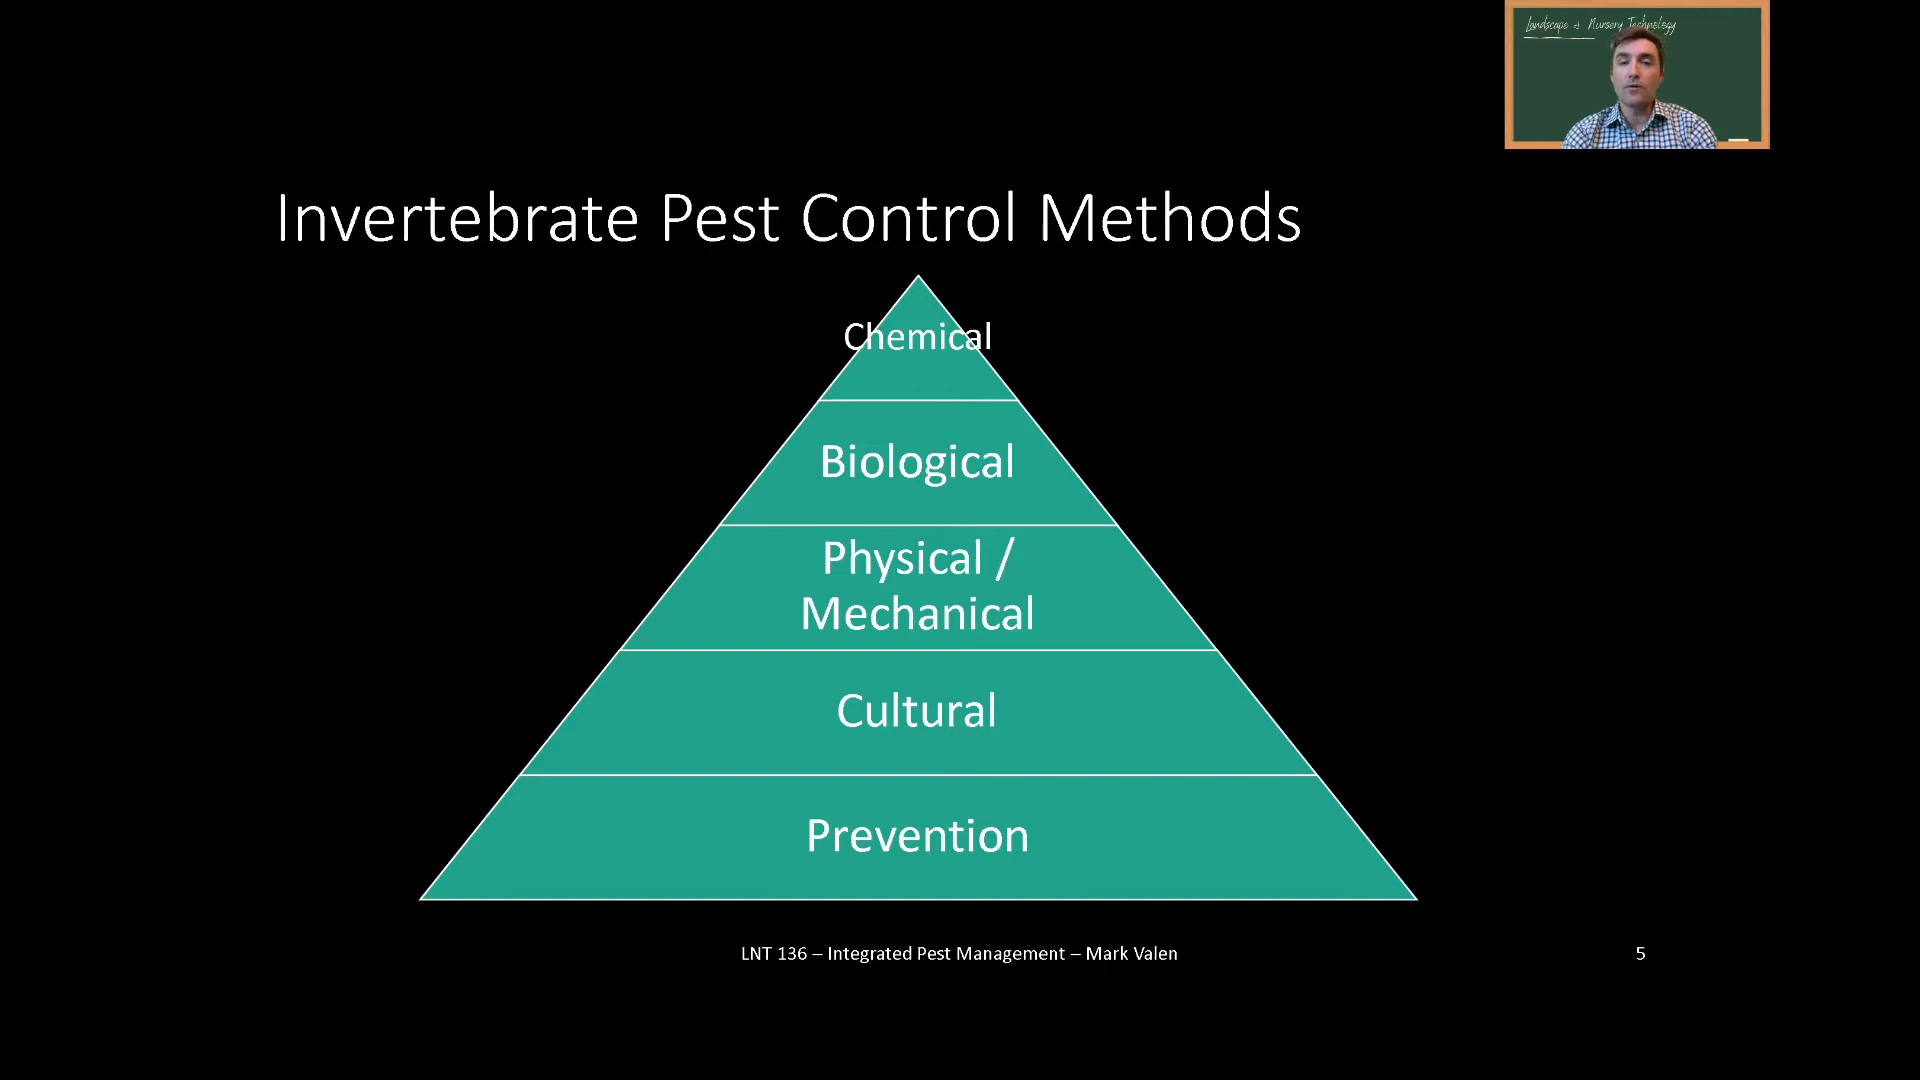 Landscape & Nursery Technology
Invertebrate Pest Control Methods
Chemical
Biological
Physical /
Mechanical
Cultural
Prevention
LNT 136 – Integrated Pest Management – Mark Valen
5